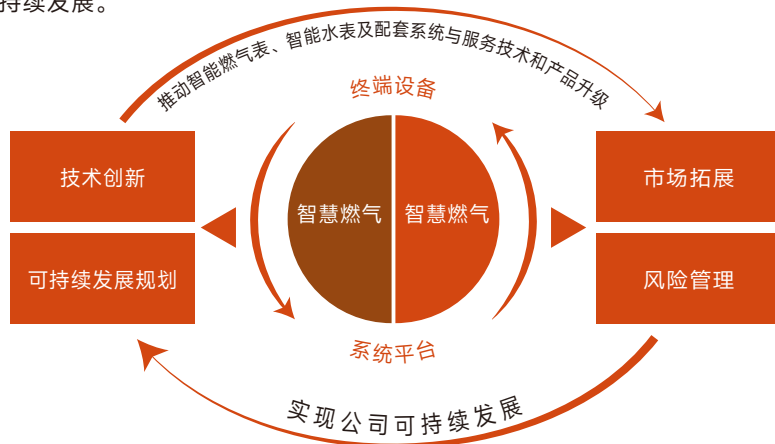 持续发展。
推动智能燃气表、智能水表及配套系统与服务技术和产品升级
终端设备
技术创新
市场拓展
智慧燃气
智慧燃气
可持续发展规划
风险管理
系统平台
实现公司可持续发展